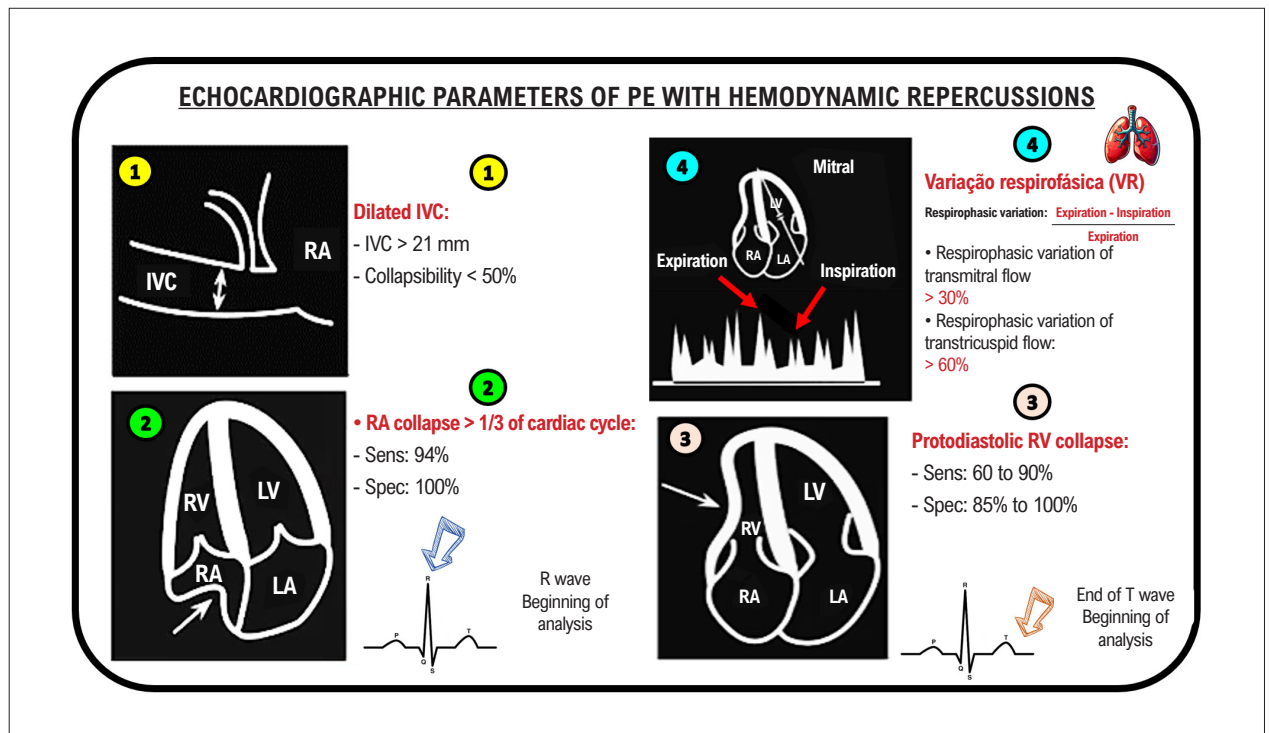 ECHOCARDIOGRAPHIC PARAMETERS OF PE WITH HEMODYNAMIC REPERCUSSIONS
1
IVC
RA
1
Dilated IVC:
- IVC > 21 mm
- Collapsibility < 50%
2
RV
LV
RA
LA
2
• RA collapse > 1/3 of cardiac cycle:
- Sens: 94%
- Spec: 100%
R
P
Q
S
T
R wave
Beginning of
analysis
4
Mitral
LV
RA
LA
Expiration
Inspiration
4
Variação respirofásica (VR)
Respirophasic variation: Expiration - Inspiration
Expiration
• Respirophasic variation of
transmitral flow
> 30%
• Respirophasic variation of
transtricuspid flow:
> 60%
3
LV
RV
RA
LA
3
Protodiastolic RV collapse:
- Sens: 60 to 90%
- Spec: 85% to 100%
R
P
Q
S
T
End of T wave
Beginning of
analysis